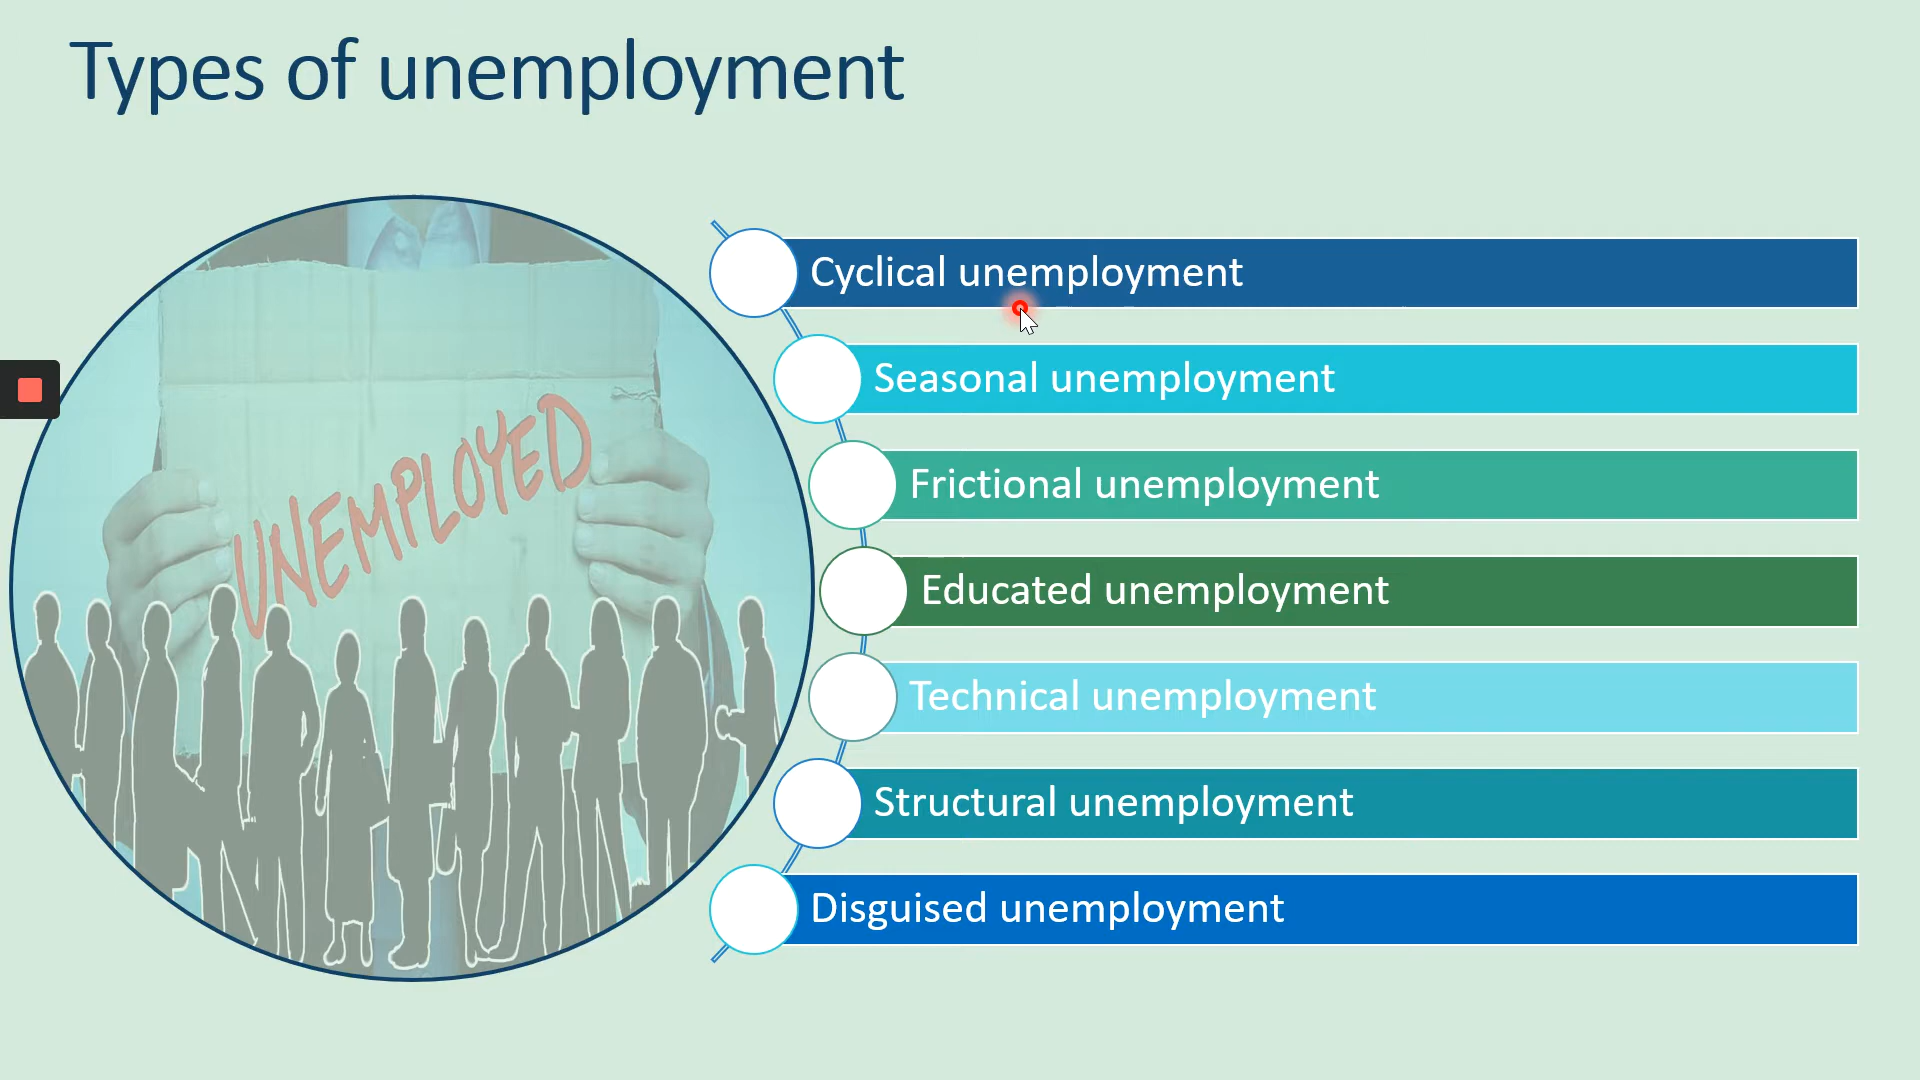 Types of unemployment
UNEMPLOYED
Cyclical unemployment
Seasonal unemployment
Frictional unemployment
Educated unemployment
Technical unemployment
Structural unemployment
Disguised unemployment